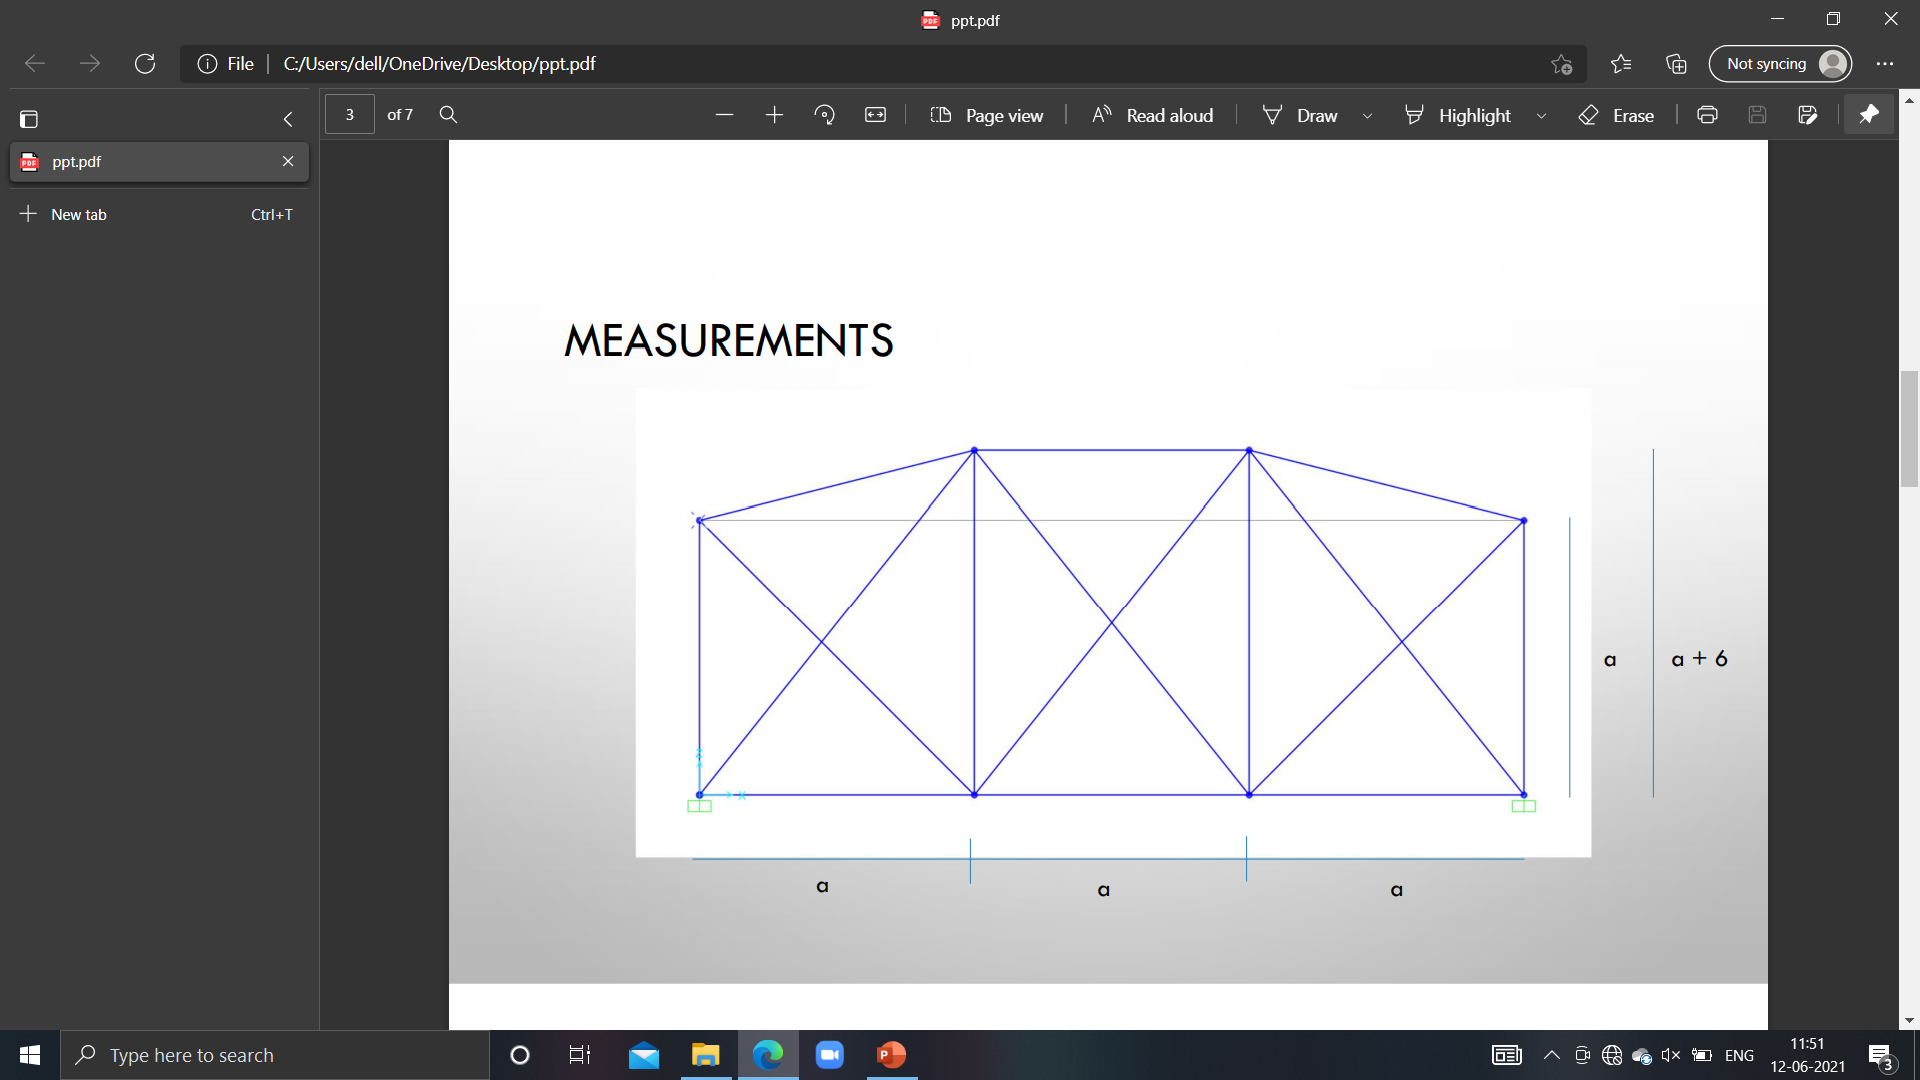 ppt.pdf
File
C:/Users/dell/OneDrive/Desktop/ppt.pdf
Not syncing
ppt.pdf
New tab Ctrl+T
3 of 7
Page view
Read aloud
Draw
Highlight
Erase
MEASUREMENTS
a
a + 6
X
a
a
a
Type here to search
ENG
11:51
12-06-2021
3